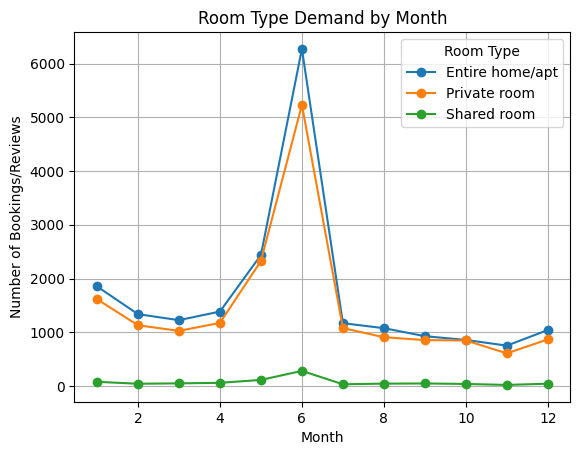 Room Type Demand by Month
Room Type
Entire home/apt
Private room
Shared room
Number of Bookings/Reviews
6000
5000
4000
3000
2000
1000
0
2 4 6 8 10 12
Month